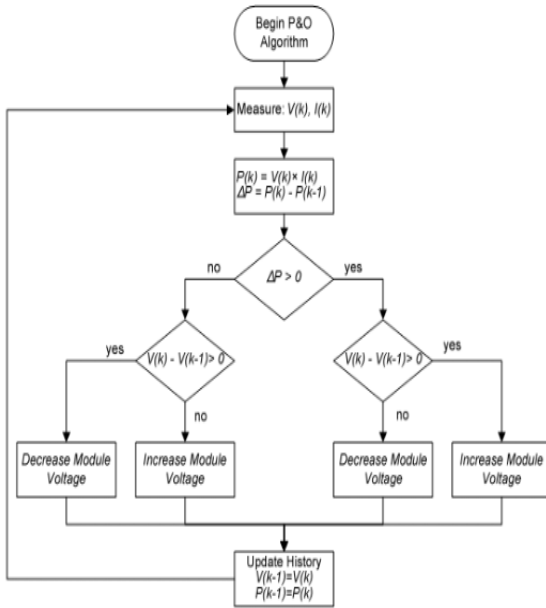 Begin P&O
Algorithm
Measure: V(k), I(k)
P(k) = V(k)× I(k)
ΔP = P(k) - P(k-1)
no
ΔP > 0
yes
yes
V(k) - V(k-1)> 0
no
V(k) - V(k-1)> 0
yes
no
Decrease Module
Voltage
Increase Module
Voltage
Decrease Module
Voltage
Increase Module
Voltage
Update History
V(k-1)=V(k)
P(k-1)=P(k)